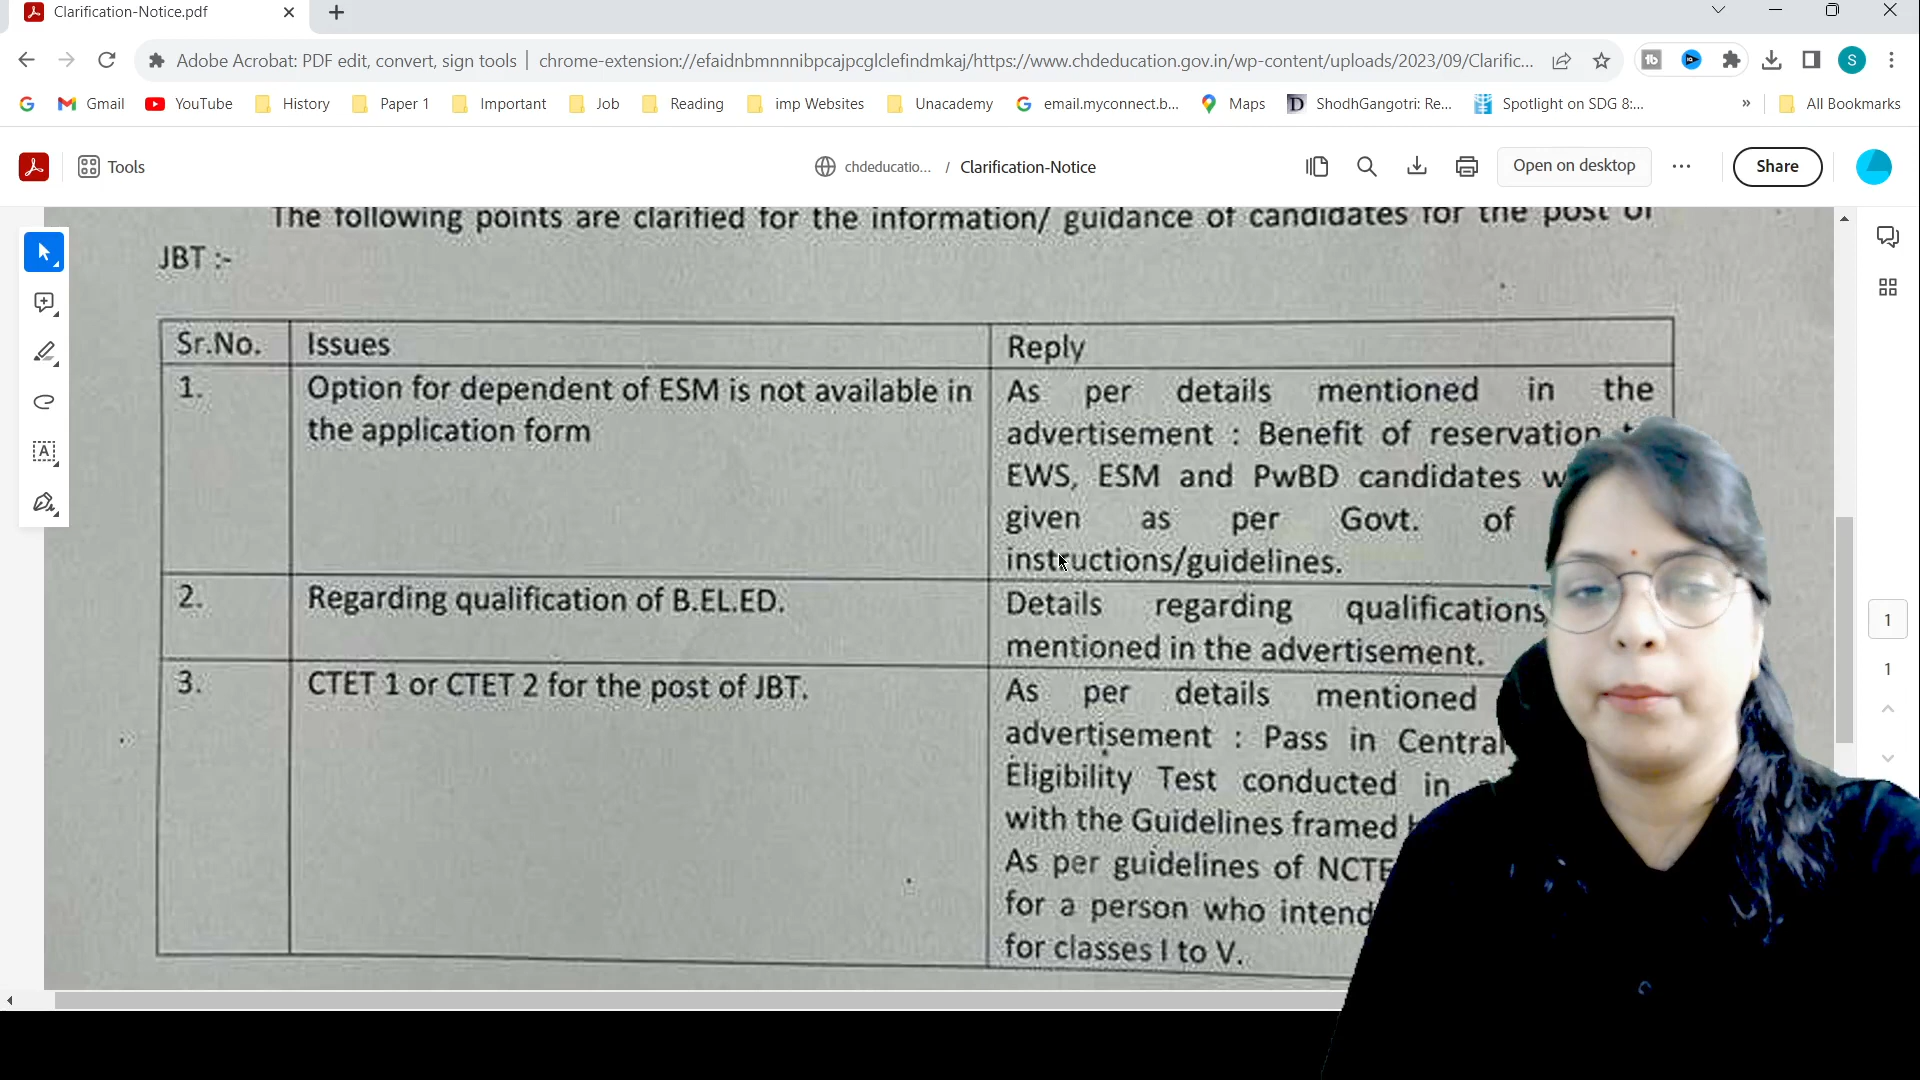 Clarification-Notice.pdf
Adobe Acrobat: PDF edit, convert, sign tools | chrome-extension://efaidnbmnnnibpcajpcglclefindmkaj/https://www.chdeducation.gov.in/wp-content/uploads/2023/09/Clarific...
S
Gmail YouTube History Paper 1 Important Job Reading imp Websites Unacademy email.myconnect.b... Maps ShodhGangotri: Re... Spotlight on SDG 8:... » All Bookmarks
Tools chdeducatio... / Clarification-Notice Open on desktop ... Share
The following points are clarified for the information/ guidance of candidates for the post of
JBT :-
Sr.No. Issues Reply
1. Option for dependent of ESM is not available in
the application form
As per details mentioned in the
advertisement : Benefit of reservation
EWS, ESM and PwBD candidates
given as per Govt. of
instructions/guidelines.
2. Regarding qualification of B.EL.ED.
Details regarding qualifications
mentioned in the advertisement.
3. CTET 1 or CTET 2 for the post of JBT.
As per details mentioned
advertisement : Pass in Central
Eligibility Test conducted in
with the Guidelines framed
As per guidelines of NCTE
for a person who intend
for classes I to V.
1
1